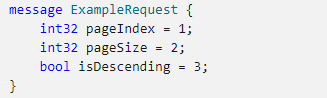 message ExampleRequest {
    int32 pageIndex = 1;
    int32 pageSize = 2;
    bool isDescending = 3;
}